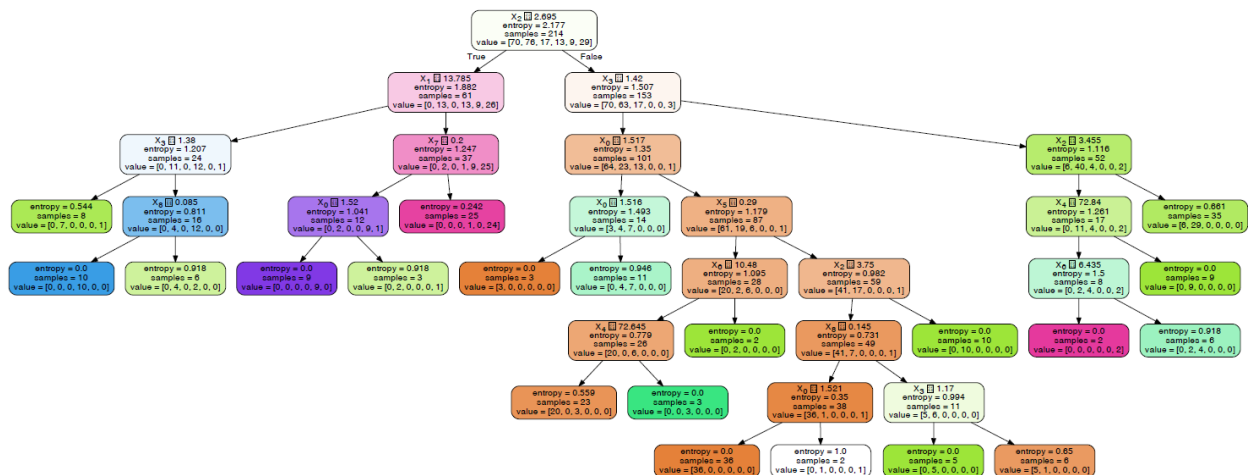 X2 ▯ 2.695
entropy = 2.177
samples = 214
value = [70, 76, 17, 13, 9, 29]
True
False
X1 ▯ 13.785
entropy = 1.882
samples = 61
value = [0, 13, 0, 13, 9, 26]
X3 ▯ 1.42
entropy = 1.507
samples = 153
value = [70, 63, 17, 0, 0, 3]
X3 ▯ 1.38
entropy = 1.207
samples = 24
value = [0, 11, 0, 12, 0, 1]
X7 ▯ 0.2
entropy = 1.247
samples = 37
value = [0, 2, 0, 1, 9, 25]
X0 ▯ 1.517
entropy = 1.35
samples = 101
value = [64, 23, 13, 0, 0, 1]
X2 ▯ 3.455
entropy = 1.116
samples = 52
value = [6, 40, 4, 0, 0, 2]
entropy = 0.544
samples = 8
value = [0, 7, 0, 0, 0, 1]
X8 ▯ 0.085
entropy = 0.811
samples = 16
value = [0, 4, 0, 12, 0, 0]
X0 ▯ 1.52
entropy = 1.041
samples = 12
value = [0, 2, 0, 0, 9, 1]
entropy = 0.242
samples = 25
value = [0, 0, 0, 1, 0, 24]
X0 ▯ 1.516
entropy = 1.493
samples = 14
value = [3, 4, 7, 0, 0, 0]
X5 ▯ 0.29
entropy = 1.179
samples = 87
value = [61, 19, 6, 0, 0, 1]
X4 ▯ 72.84
entropy = 1.261
samples = 17
value = [0, 11, 4, 0, 0, 2]
entropy = 0.661
samples = 35
value = [6, 29, 0, 0, 0, 0]
entropy = 0.0
samples = 10
value = [0, 0, 0, 10, 0, 0]
entropy = 0.918
samples = 6
value = [0, 4, 0, 2, 0, 0]
entropy = 0.0
samples = 9
value = [0, 0, 0, 0, 9, 0]
entropy = 0.918
samples = 3
value = [0, 2, 0, 0, 0, 1]
entropy = 0.0
samples = 3
value = [3, 0, 0, 0, 0, 0]
entropy = 0.946
samples = 11
value = [0, 4, 7, 0, 0, 0]
X6 ▯ 10.48
entropy = 1.095
samples = 28
value = [20, 2, 6, 0, 0, 0]
X2 ▯ 3.75
entropy = 0.982
samples = 59
value = [41, 17, 0, 0, 0, 1]
X6 ▯ 6.435
entropy = 1.5
samples = 8
value = [0, 2, 4, 0, 0, 2]
entropy = 0.0
samples = 9
value = [0, 9, 0, 0, 0, 0]
X4 ▯ 72.645
entropy = 0.779
samples = 26
value = [20, 0, 6, 0, 0, 0]
entropy = 0.0
samples = 2
value = [0, 2, 0, 0, 0, 0]
X8 ▯ 0.145
entropy = 0.731
samples = 49
value = [41, 7, 0, 0, 0, 1]
entropy = 0.0
samples = 10
value = [0, 10, 0, 0, 0, 0]
entropy = 0.0
samples = 2
value = [0, 0, 0, 0, 0, 2]
entropy = 0.918
samples = 6
value = [0, 2, 4, 0, 0, 0]
entropy = 0.559
samples = 23
value = [20, 0, 3, 0, 0, 0]
entropy = 0.0
samples = 3
value = [0, 0, 3, 0, 0, 0]
X0 ▯ 1.521
entropy = 0.35
samples = 38
value = [36, 1, 0, 0, 0, 1]
X3 ▯ 1.17
entropy = 0.994
samples = 11
value = [5, 6, 0, 0, 0, 0]
entropy = 0.0
samples = 36
value = [36, 0, 0, 0, 0, 0]
entropy = 1.0
samples = 2
value = [0, 1, 0, 0, 0, 1]
entropy = 0.0
samples = 5
value = [0, 5, 0, 0, 0, 0]
entropy = 0.65
samples = 6
value = [5, 1, 0, 0, 0, 0]